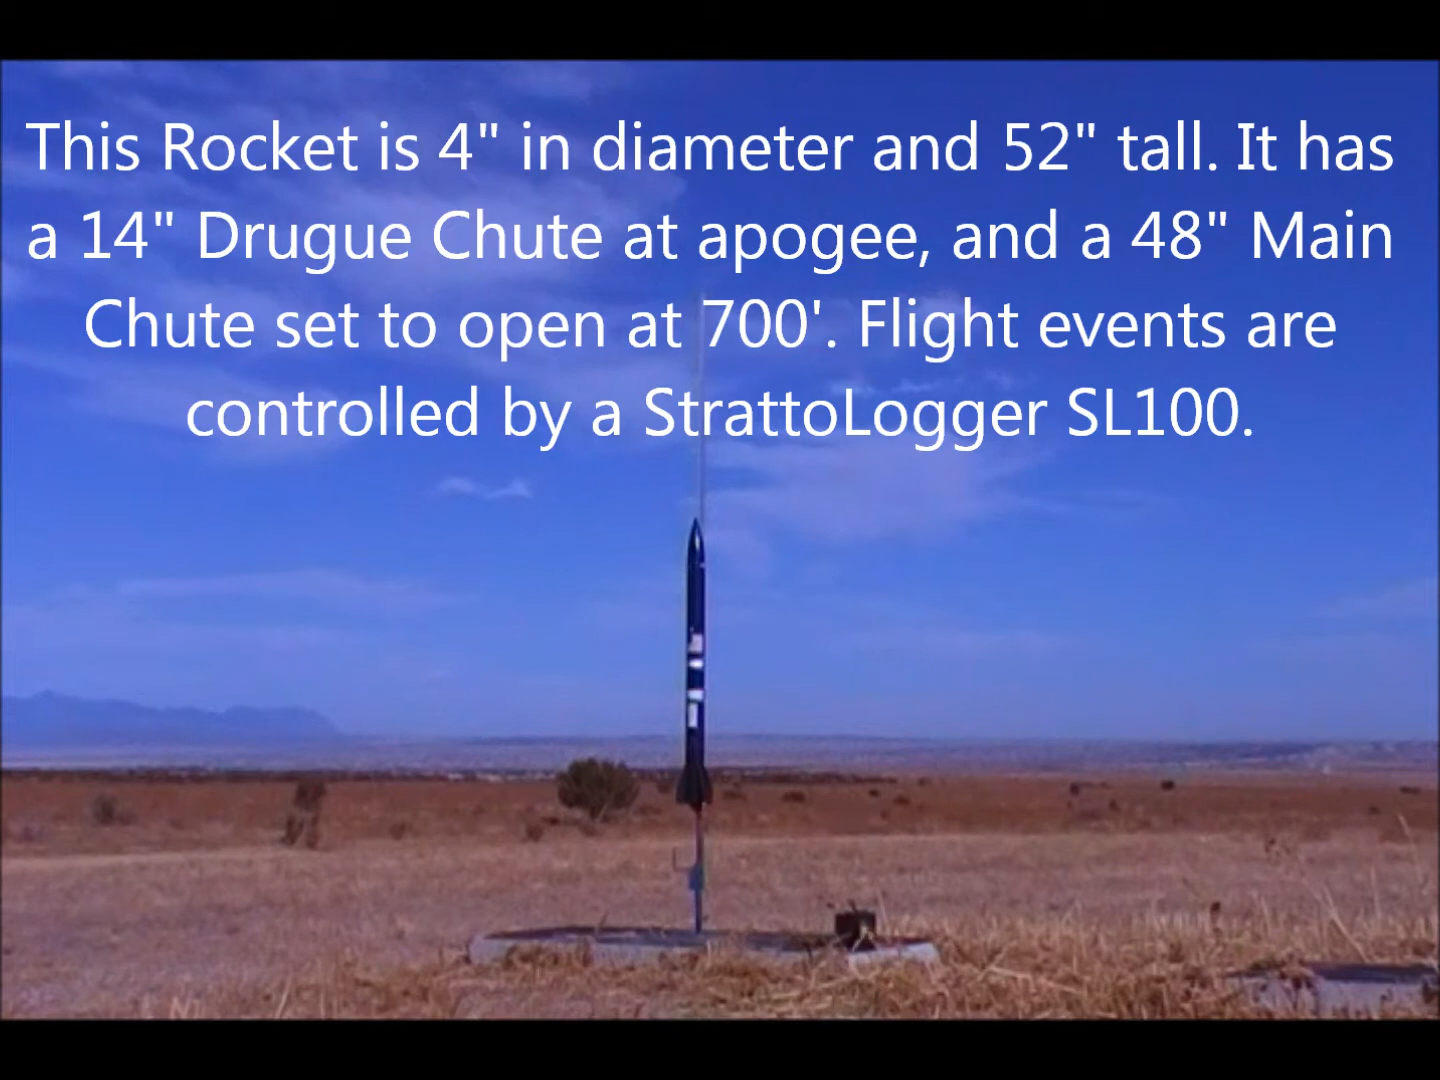 This Rocket is 4" in diameter and 52" tall. It has
a 14" Drugue Chute at apogee, and a 48" Main
Chute set to open at 700'. Flight events are
controlled by a StrattoLogger SL100.